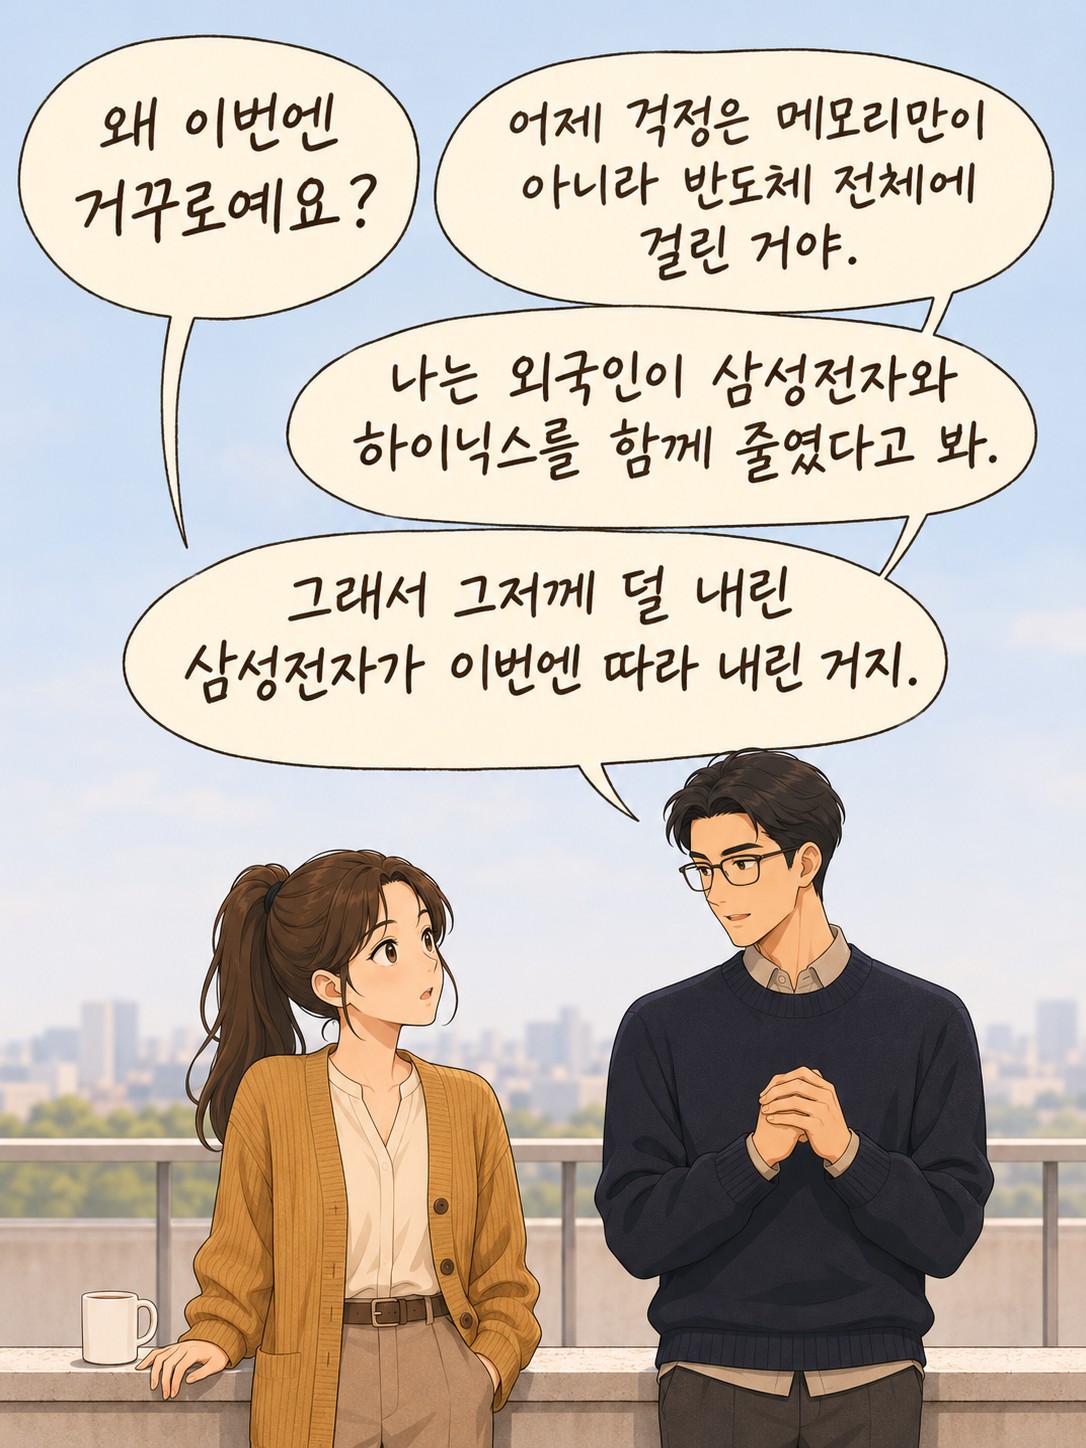 왜 이번엔
거꾸로예요?
어제 걱정은 메모리만이
아니라 반도체 전체에
걸린 거야.
나는 외국인이 삼성전자와
하이닉스를 함께 줄였다고 봐.
그래서 그저께 덜 내린
삼성전자가 이번엔 따라 내린 거지.